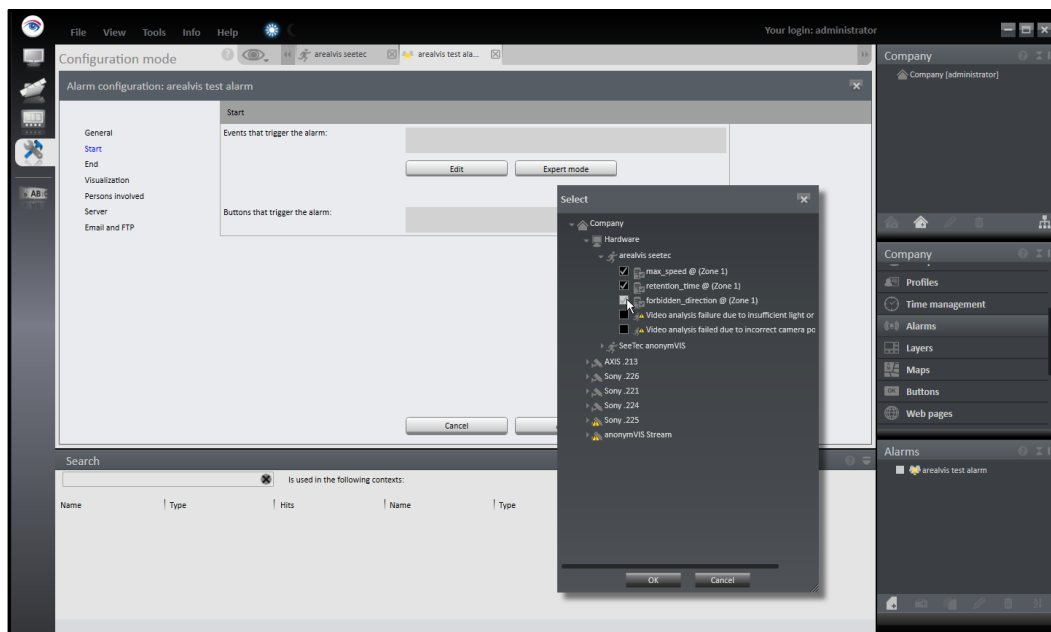 File View Tools Info Help
Your login: administrator
Configuration mode
arealvis seetec
arealvis test ala...
Alarm configuration: arealvis test alarm
General
Start
End
Visualization
Persons involved
Server
Email and FTP
Start
Events that trigger the alarm:
Edit
Expert mode
Buttons that trigger the alarm:
Cancel
Select
Company
Hardware
arealvis seetec
max_speed @ (Zone 1)
retention_time @ (Zone 1)
forbidden_direction @ (Zone 1)
Video analysis failure due to insufficient light or
Video analysis failed due to incorrect camera po
SeeTec anonymVIS
AXIS .213
Sony .226
Sony .221
Sony .224
Sony .225
anonymVIS Stream
OK
Cancel
Search
Is used in the following contexts:
Name Type Hits Name Type
Company
Company [administrator]
Company
Profiles
Time management
Alarms
Layers
Maps
Buttons
Web pages
Alarms
arealvis test alarm
AB